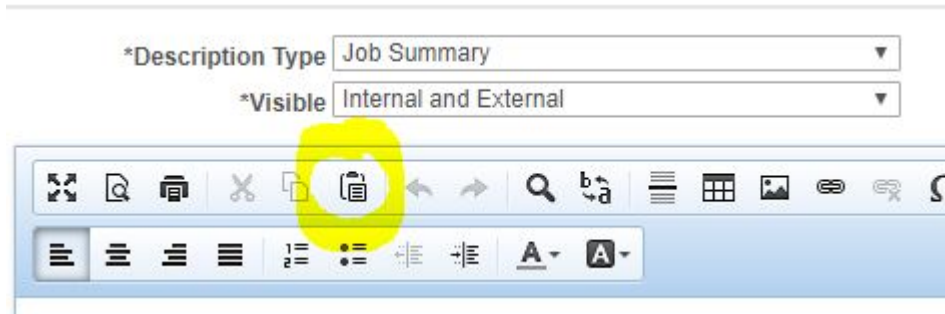 *Description Type Job Summary
*Visible Internal and External